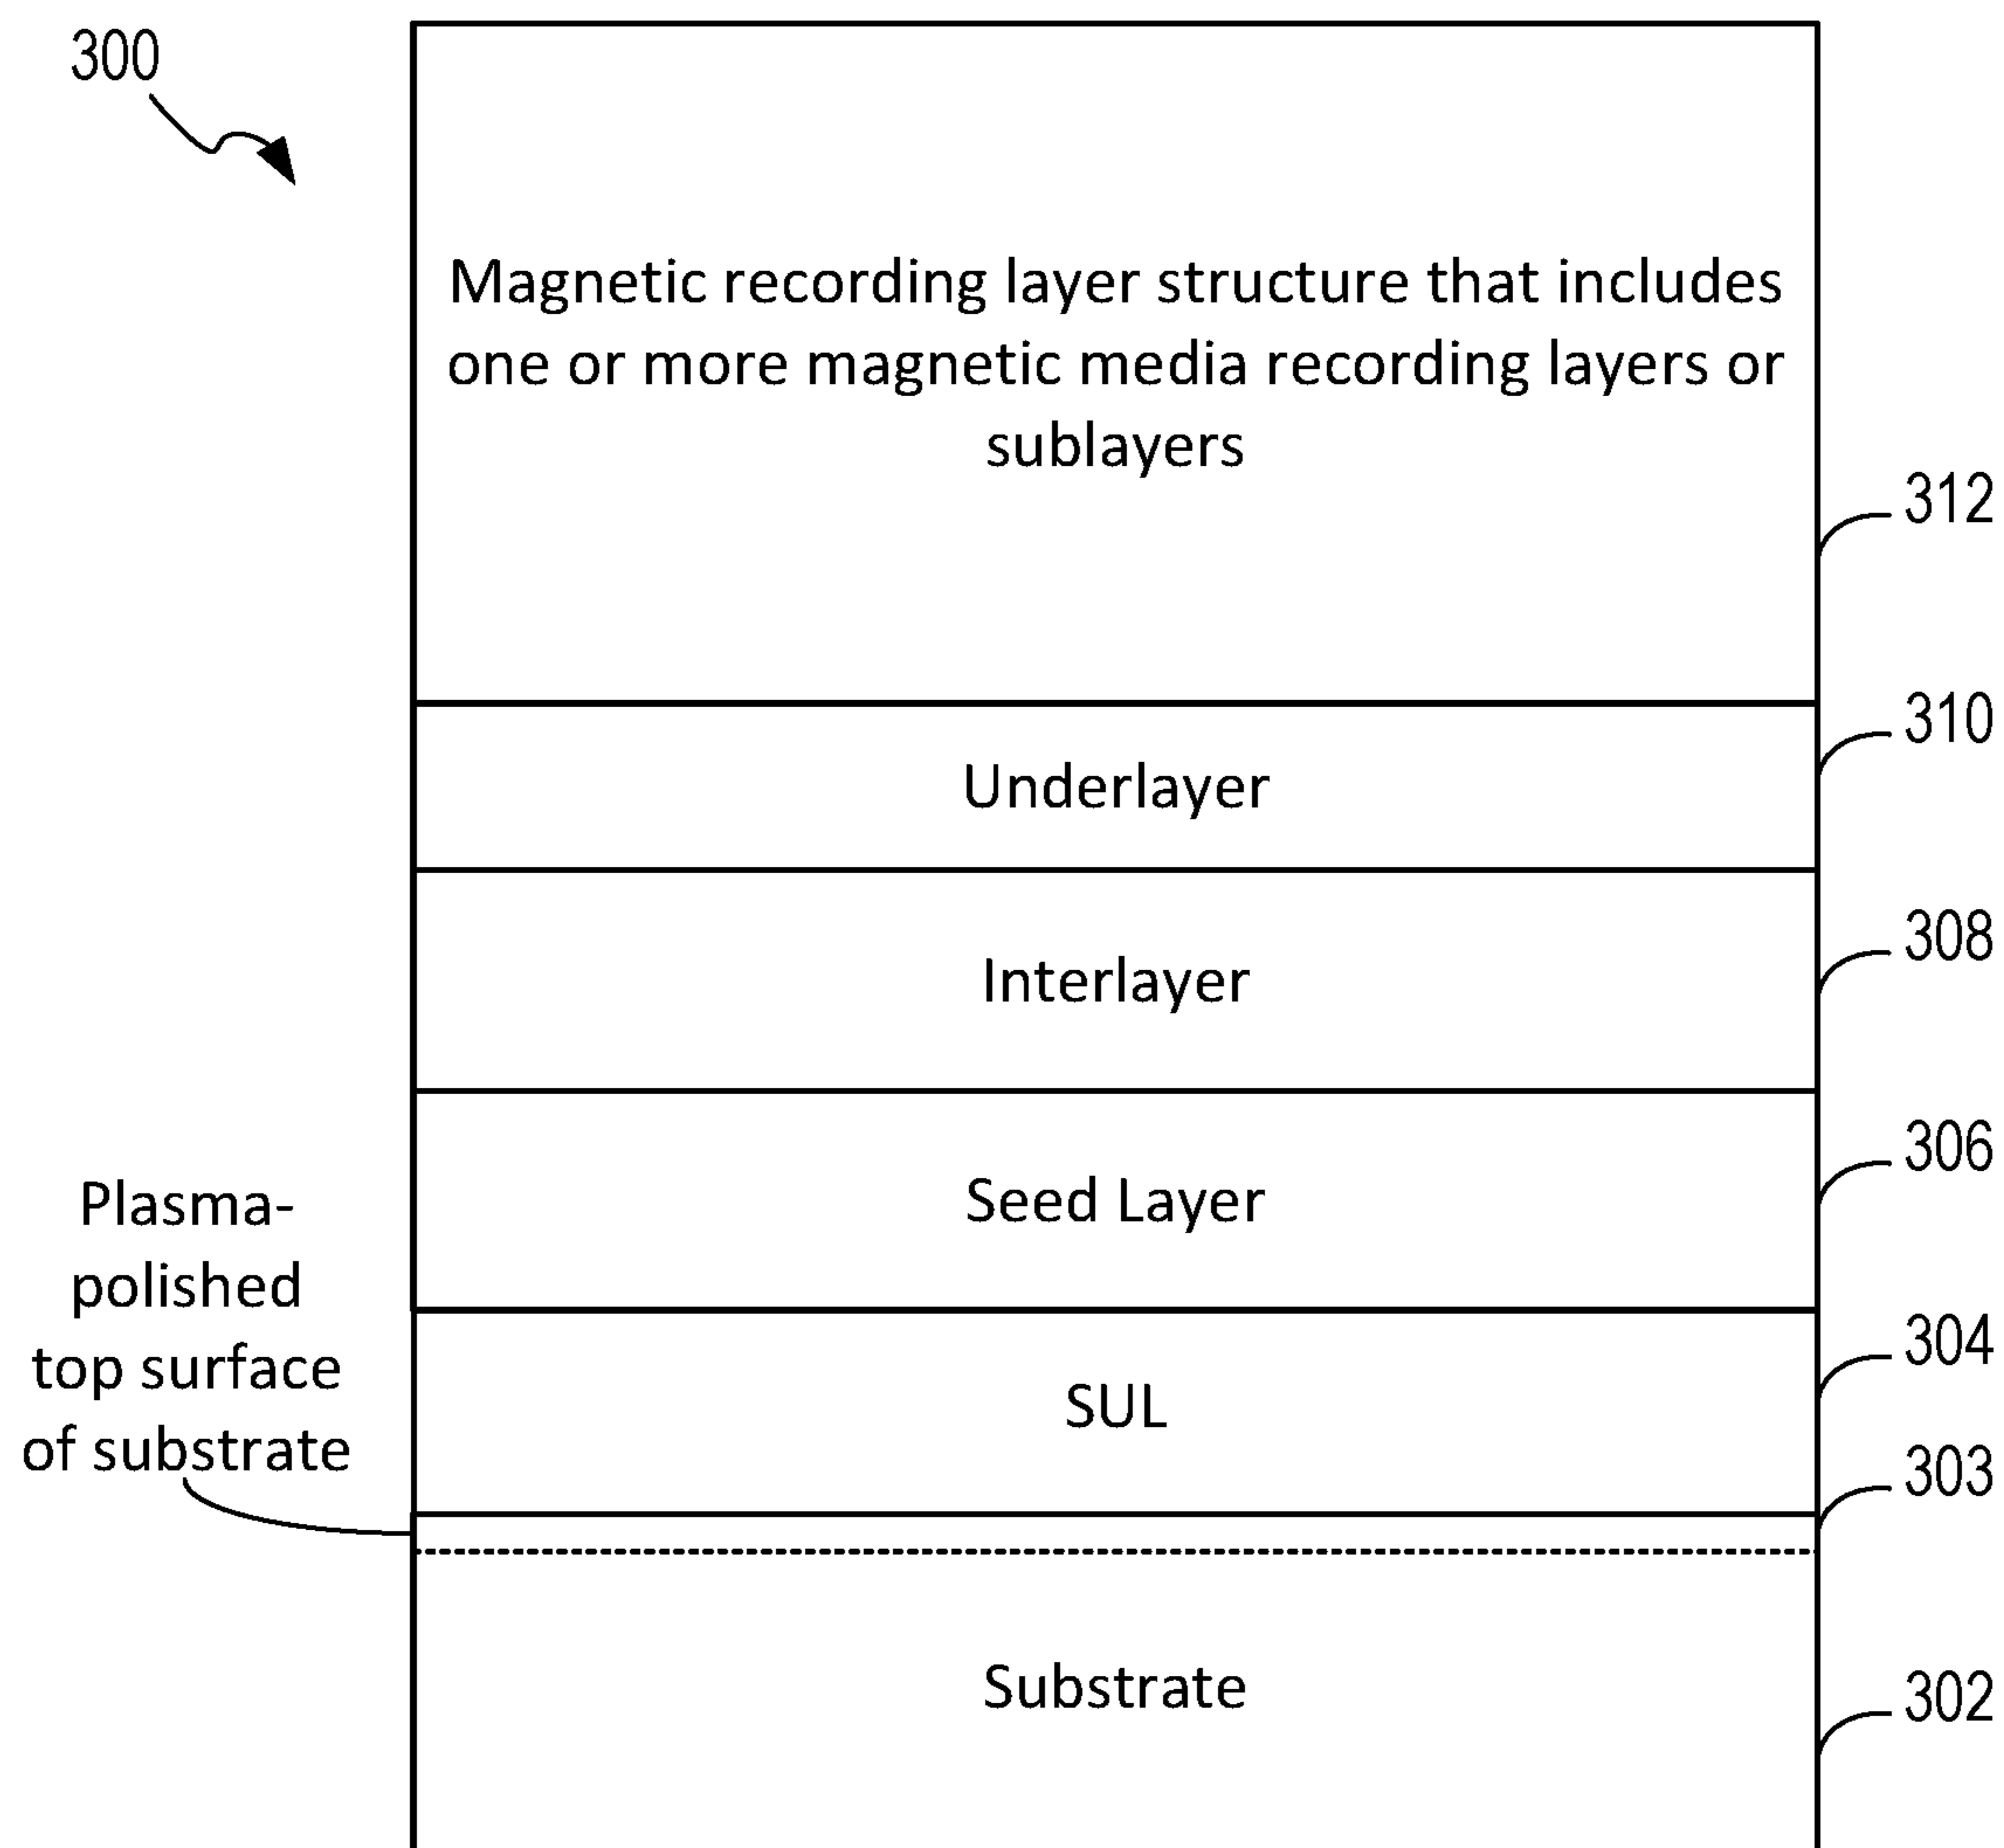 300
Magnetic recording layer structure that includes
one or more magnetic media recording layers or
sublayers
312
310
Underlayer
308
Interlayer
306
Seed Layer
Plasma-
polished
top surface
of substrate
304
SUL
303
Substrate
302